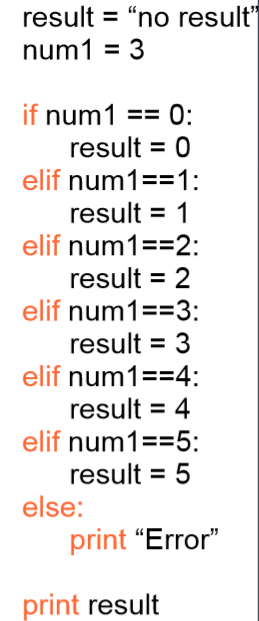 result = “no result”
num1 = 3
if num1 == 0:
result = 0
elif num1==1:
result = 1
elif num1==2:
result = 2
elif num1==3:
result = 3
elif num1==4:
result = 4
elif num1==5:
result = 5
else:
print “Error”
print result